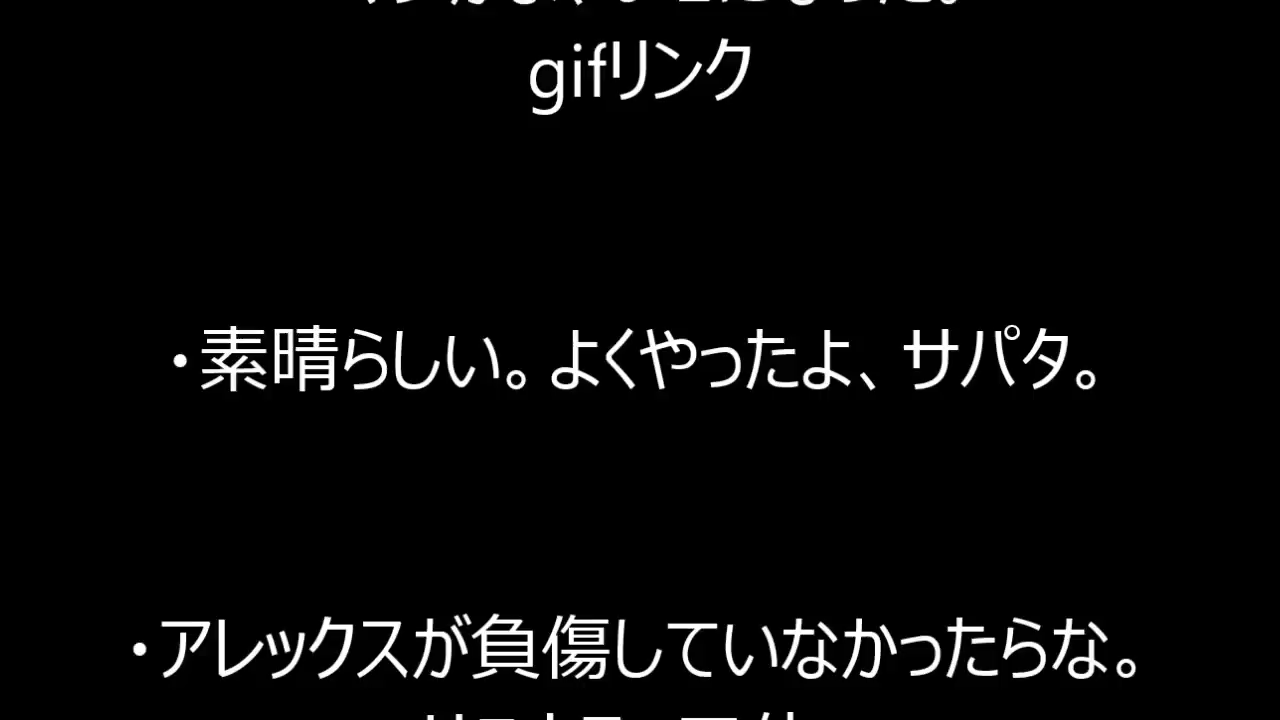 gifリンク
・素晴らしい。よくやったよ、サパタ。
・アレックスが負傷していなかったらな。